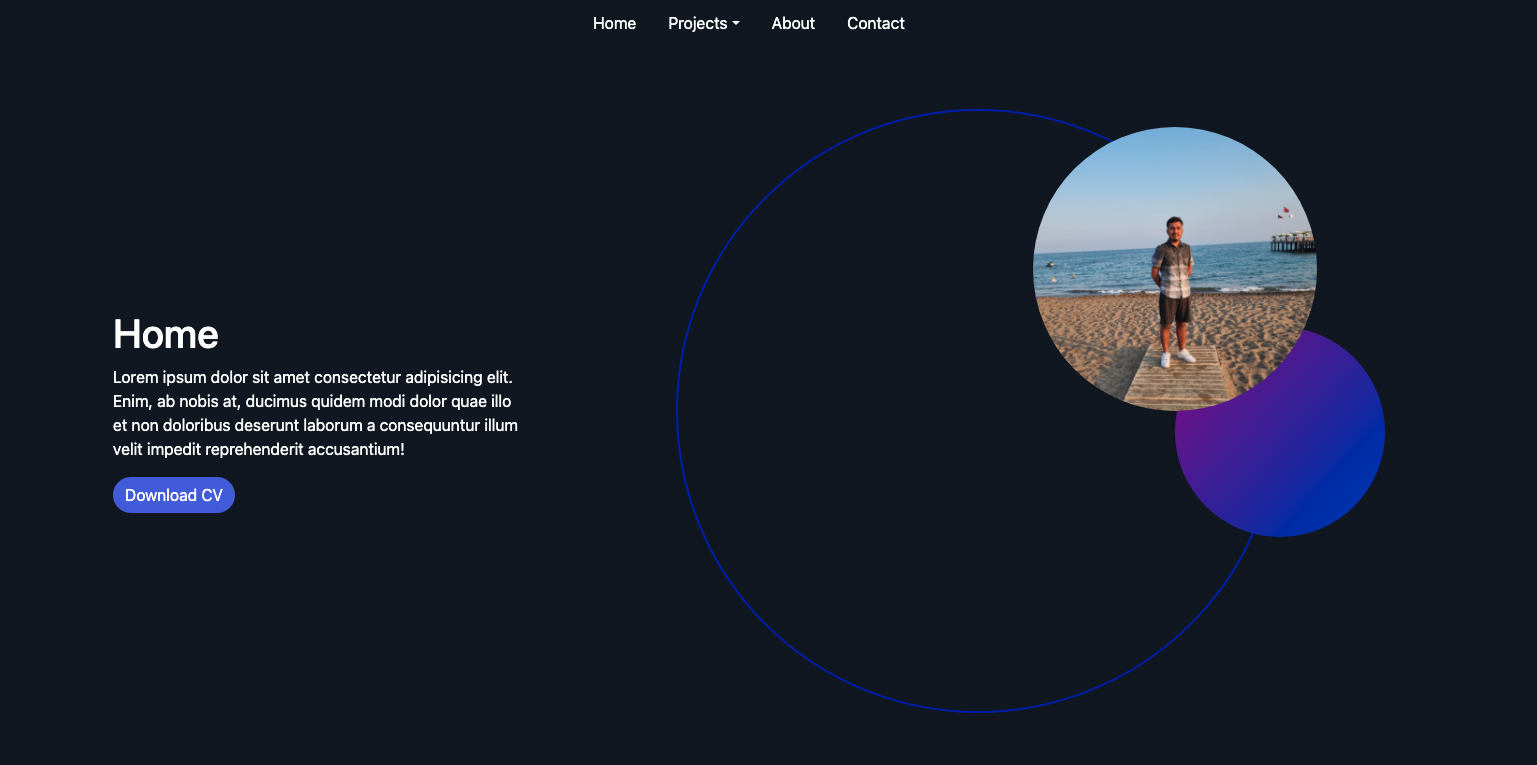 Home Projects About Contact
Home
Lorem ipsum dolor sit amet consectetur adipisicing elit.
Enim, ab nobis at, ducimus quidem modi dolor quae illo
et non doloribus deserunt laborum a consequuntur illum
velit impedit reprehenderit accusantium!
Download CV